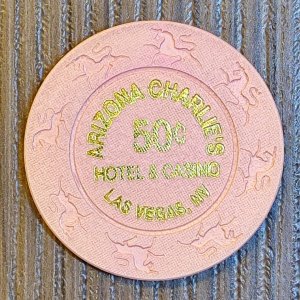 ARIZONA CHARLIE'S
50¢
HOTEL & CASINO
LAS VEGAS, NV